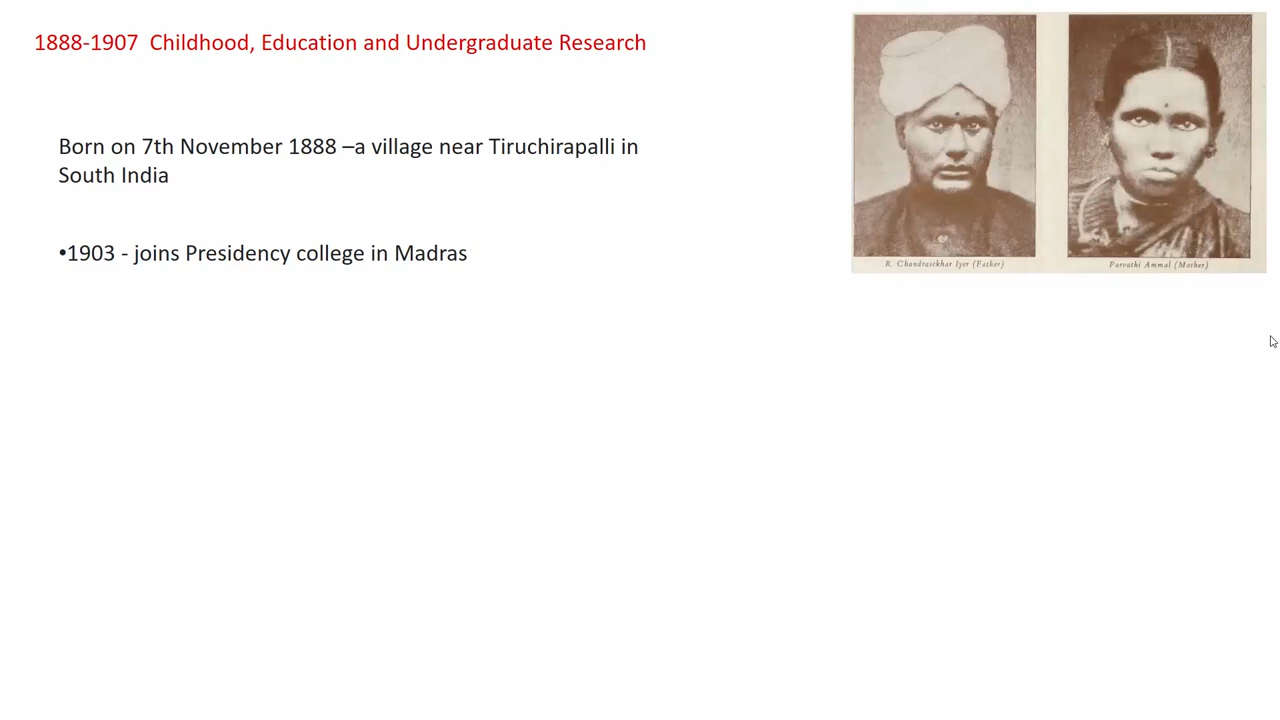 1888-1907  Childhood, Education and Undergraduate Research
Born on 7th November 1888 –a village near Tiruchirapalli in
South India
•1903 - joins Presidency college in Madras
R. Chandrasekhar Iyer (Father)
Parvathi Ammal (Mother)